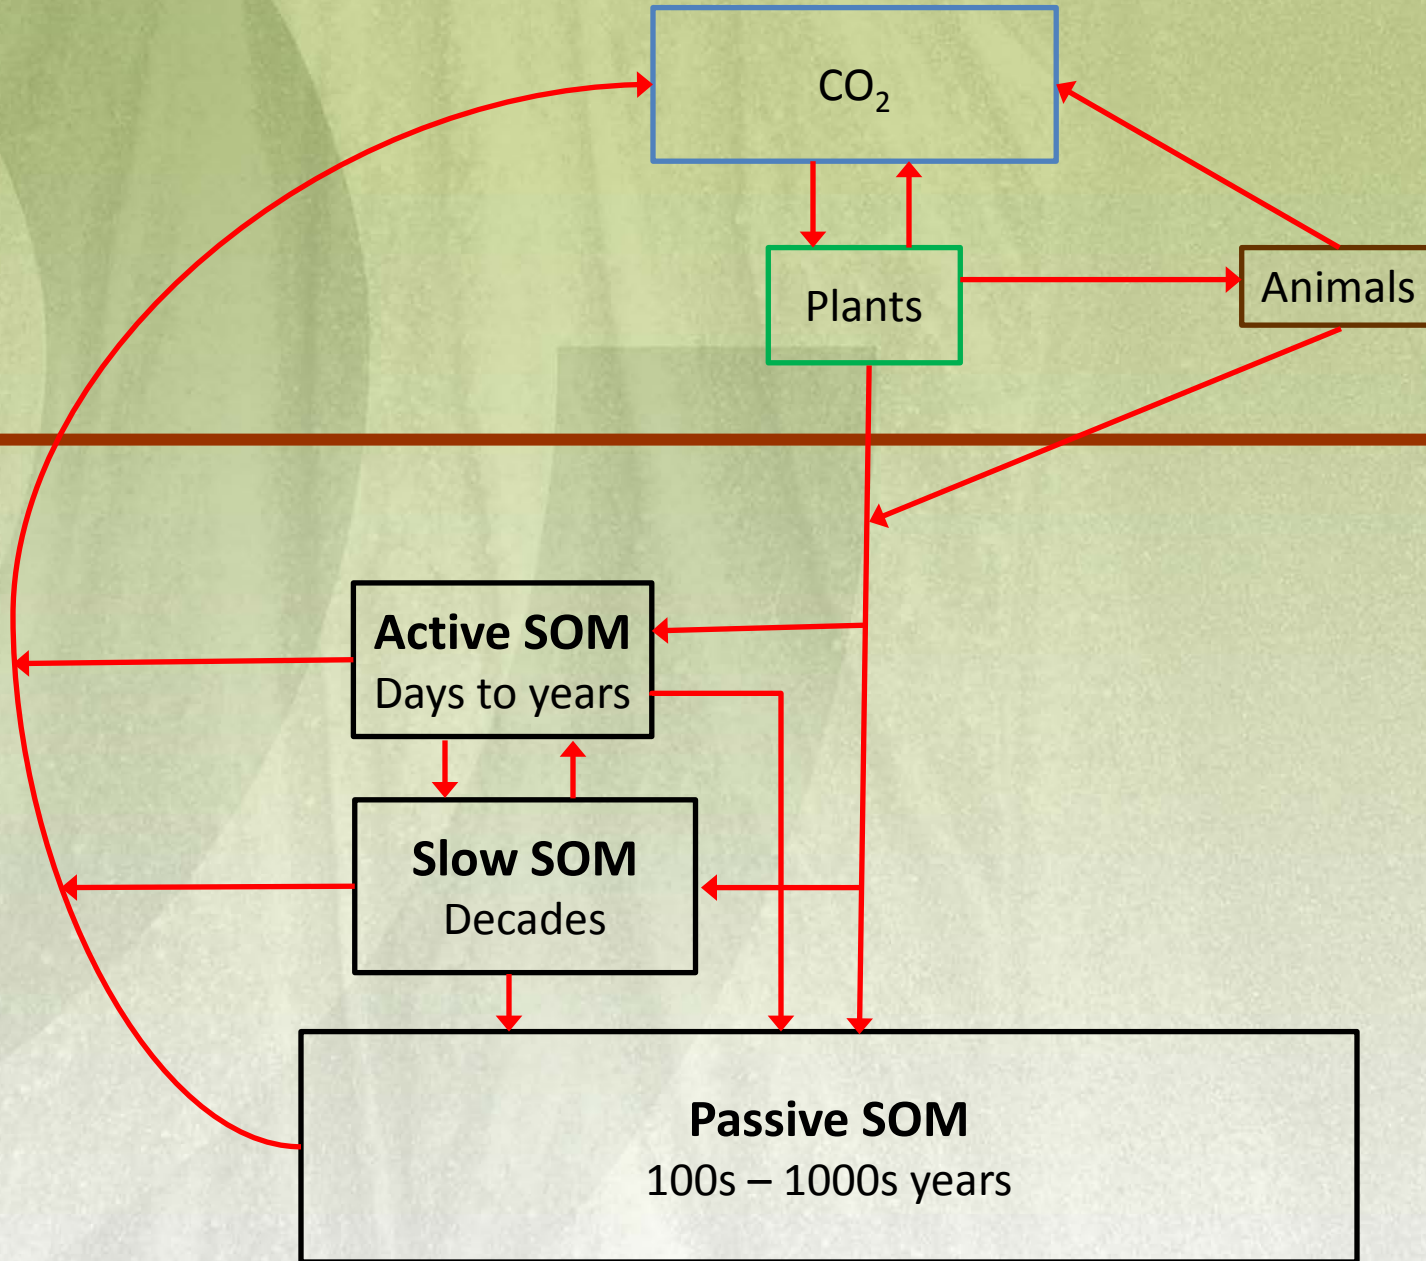 CO₂
Plants
Animals
Active SOM
Days to years
Slow SOM
Decades
Passive SOM
100s – 1000s years